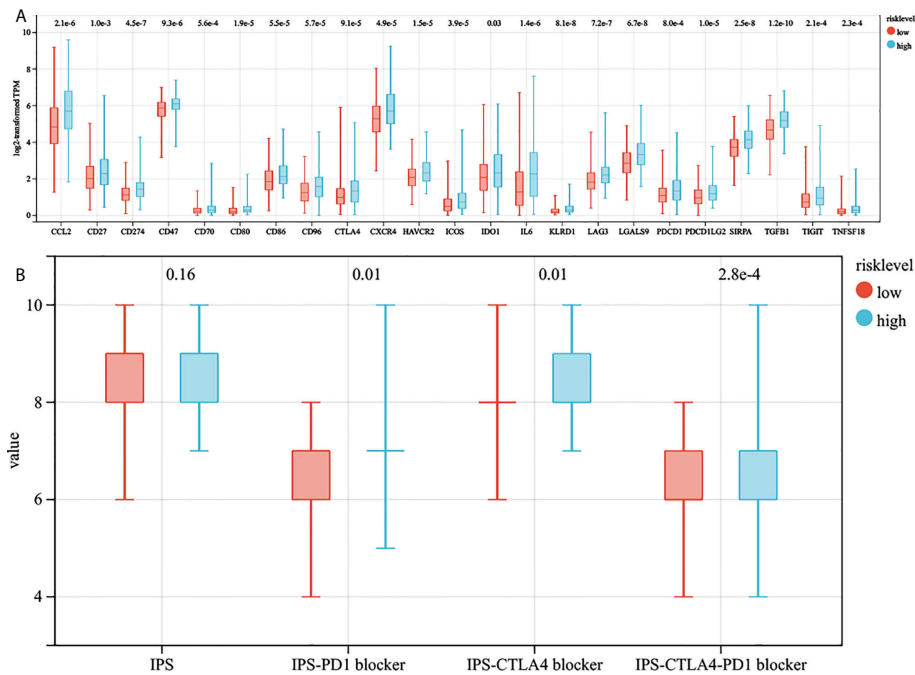 A
2.1e-6 1.0e-3 4.5e-7 9.3e-6 5.6e-4 1.9e-5 5.5e-5 5.7e-5 9.1e-5 4.9e-5 1.5e-5 3.9e-5 0.03 1.4e-6 8.1e-8 7.2e-7 6.7e-8 8.0e-4 1.0e-5 2.5e-8 1.2e-10 2.1e-4 2.3e-4
risklevel
low
high
log2-transformed TPM
10
8
6
4
2
0
CCL2 CD27 CD274 CD47 CD70 CD80 CD86 CD96 CTLA4 CXCR4 HAVCR2 ICOS IDO1 IL6 KLRD1 LAG3 LGALS9 PDCD1 PDCD1LG2 SIRPA TGFB1 TIGIT TNFSF18
B
0.16 0.01 0.01 2.8e-4
risklevel
low
high
value
10
8
6
4
IPS IPS-PD1 blocker IPS-CTLA4 blocker IPS-CTLA4-PD1 blocker